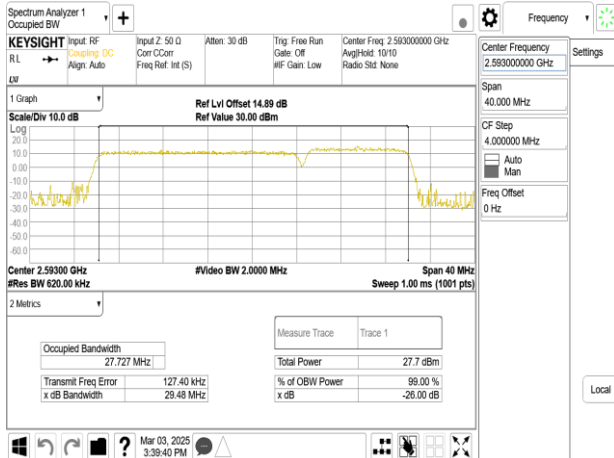 Spectrum Analyzer 1
Occupied BW
Frequency
KEYSIGHT
Input: RF
Input Z: 50 Ω
Atten: 30 dB
Trig: Free Run
Center Freq: 2.593000000 GHz
RL
Coupling: DC
Corr CCorr
Gate: Off
Avg|Hold: 10/10
Align: Auto
Freq Ref: Int (S)
#IF Gain: Low
Radio Std: None
LXI
Center Frequency
2.593000000 GHz
Settings
Span
40.000 MHz
CF Step
4.000000 MHz
Auto
Man
Freq Offset
0 Hz
Local
1 Graph
Ref Lvl Offset 14.89 dB
Scale/Div 10.0 dB
Ref Value 30.00 dBm
Log
20.0
10.0
0.00
-10.0
-20.0
-30.0
-40.0
-50.0
-60.0
Center 2.59300 GHz
#Video BW 2.0000 MHz
Span 40 MHz
#Res BW 620.00 kHz
Sweep 1.00 ms (1001 pts)
2 Metrics
Measure Trace
Trace 1
Occupied Bandwidth
27.727 MHz
Total Power
27.7 dBm
Transmit Freq Error
127.40 kHz
% of OBW Power
99.00 %
x dB Bandwidth
29.48 MHz
x dB
-26.00 dB
Mar 03, 2025
3:39:40 PM